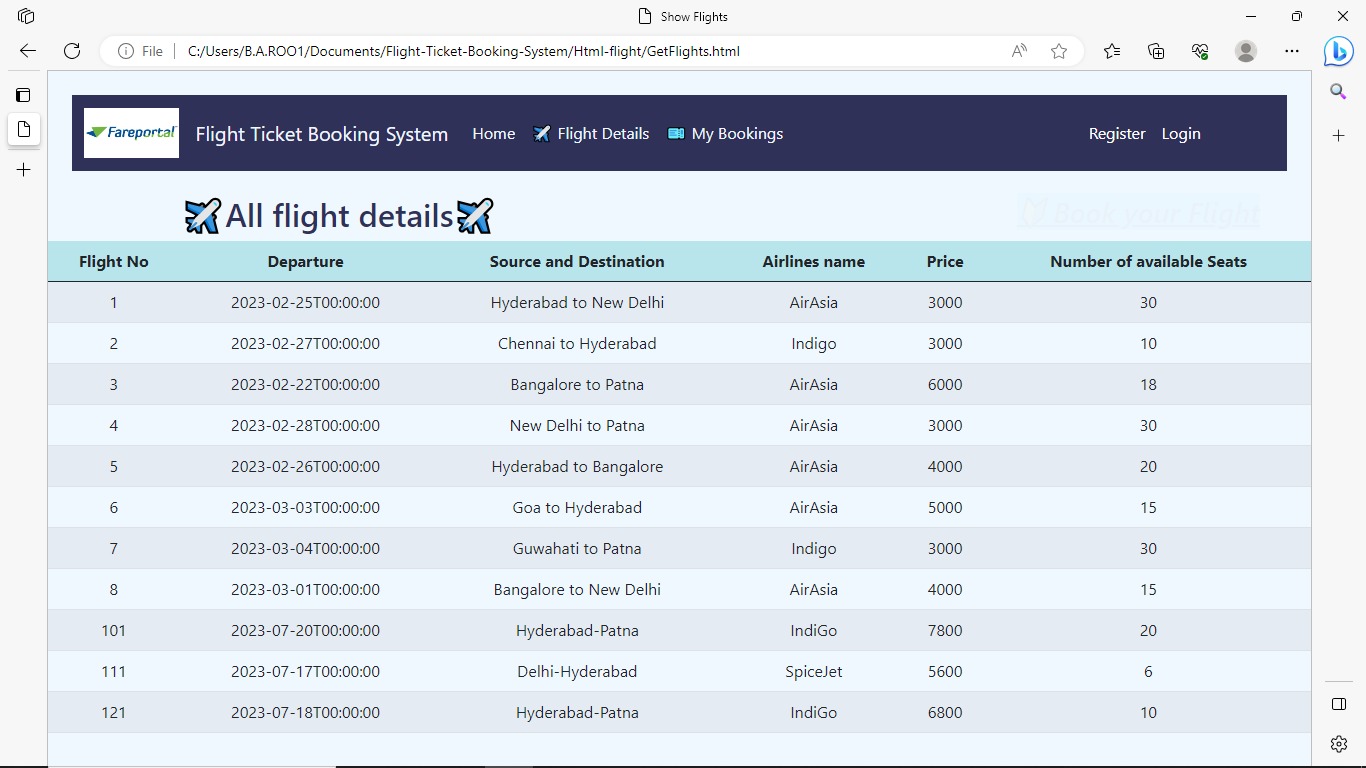 Show Flights
File C:/Users/B.A.ROO1/Documents/Flight-Ticket-Booking-System/Html-flight/GetFlights.html
Fareportal Flight Ticket Booking System Home Flight Details My Bookings Register Login
All flight details Book your Flight
Flight No Departure Source and Destination Airlines name Price Number of available Seats
1 2023-02-25T00:00:00 Hyderabad to New Delhi AirAsia 3000 30
2 2023-02-27T00:00:00 Chennai to Hyderabad Indigo 3000 10
3 2023-02-22T00:00:00 Bangalore to Patna AirAsia 6000 18
4 2023-02-28T00:00:00 New Delhi to Patna AirAsia 3000 30
5 2023-02-26T00:00:00 Hyderabad to Bangalore AirAsia 4000 20
6 2023-03-03T00:00:00 Goa to Hyderabad AirAsia 5000 15
7 2023-03-04T00:00:00 Guwahati to Patna Indigo 3000 30
8 2023-03-01T00:00:00 Bangalore to New Delhi AirAsia 4000 15
101 2023-07-20T00:00:00 Hyderabad-Patna IndiGo 7800 20
111 2023-07-17T00:00:00 Delhi-Hyderabad SpiceJet 5600 6
121 2023-07-18T00:00:00 Hyderabad-Patna IndiGo 6800 10